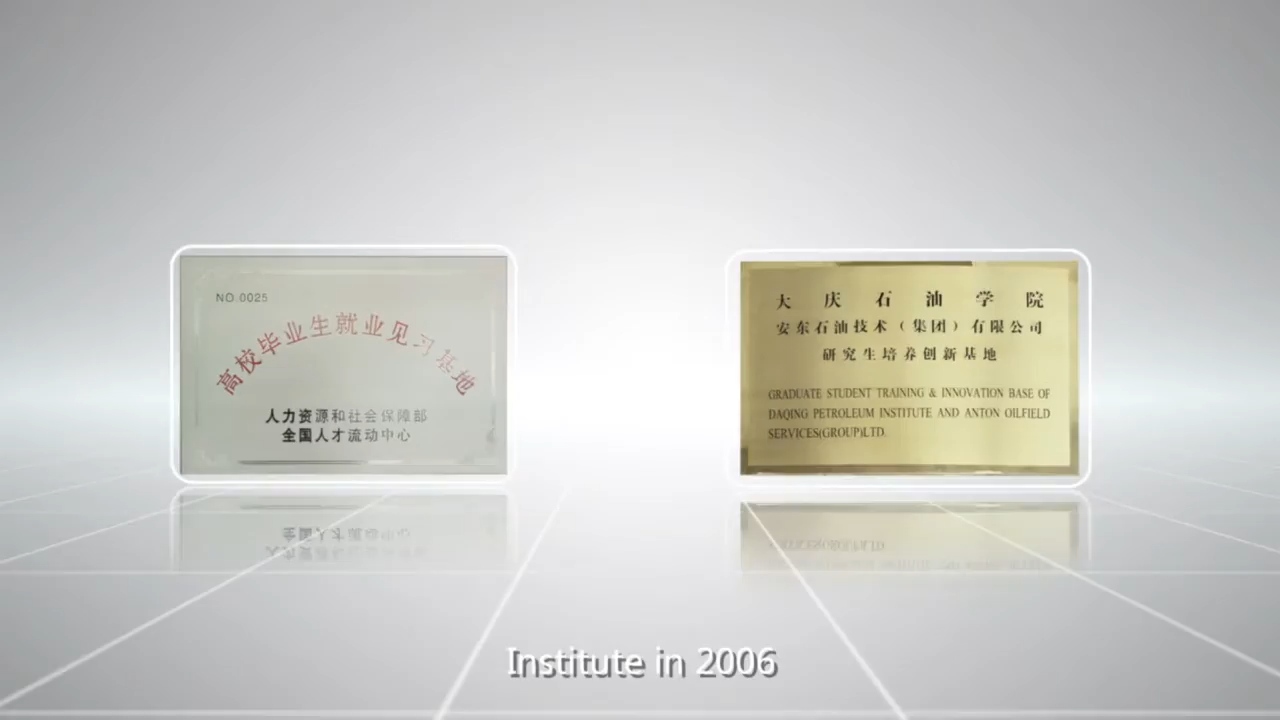 NO.0025
高校毕业生就业见习基地
人力资源和社会保障部
全国人才流动中心
大庆石油学院
安东石油技术（集团）有限公司
研究生培养创新基地
GRADUATE STUDENT TRAINING & INNOVATION BASE OF
DAQING PETROLEUM INSTITUTE AND ANTON OILFIELD
SERVICES(GROUP)LTD.
Institute in 2006